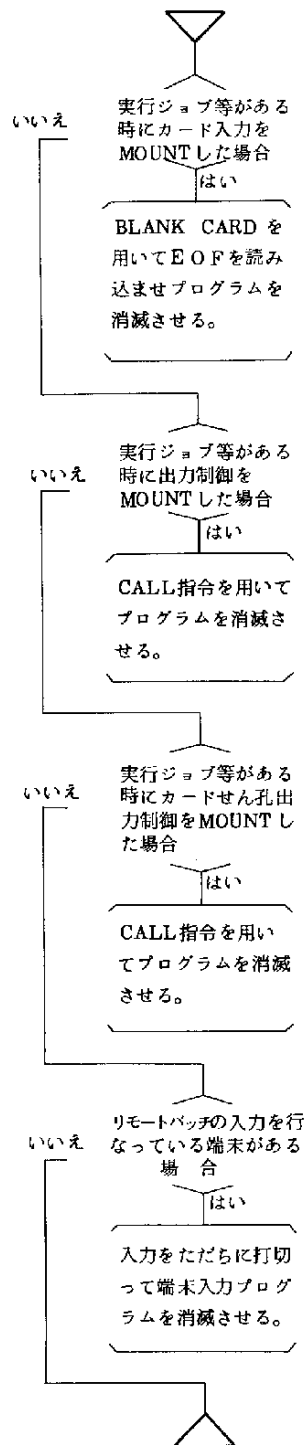 実行ジョブ等がある
いいえ
時にカード入力を
MOUNTした場合
はい
BLANK CARDを
用いてEOFを読み
込ませプログラムを
消滅させる。
実行ジョブ等がある
いいえ
時に出力制御を
MOUNTした場合
はい
CALL指令を用いて
プログラムを消滅さ
せる。
実行ジョブ等がある
いいえ
時にカードせん孔出
力制御をMOUNTし
た場合
はい
CALL指令を用い
てプログラムを消滅
させる。
リモートバッチの入力を行
いいえ
なっている端末がある
場合
はい
入力をただちに打切
って端末入力プログ
ラムを消滅させる。